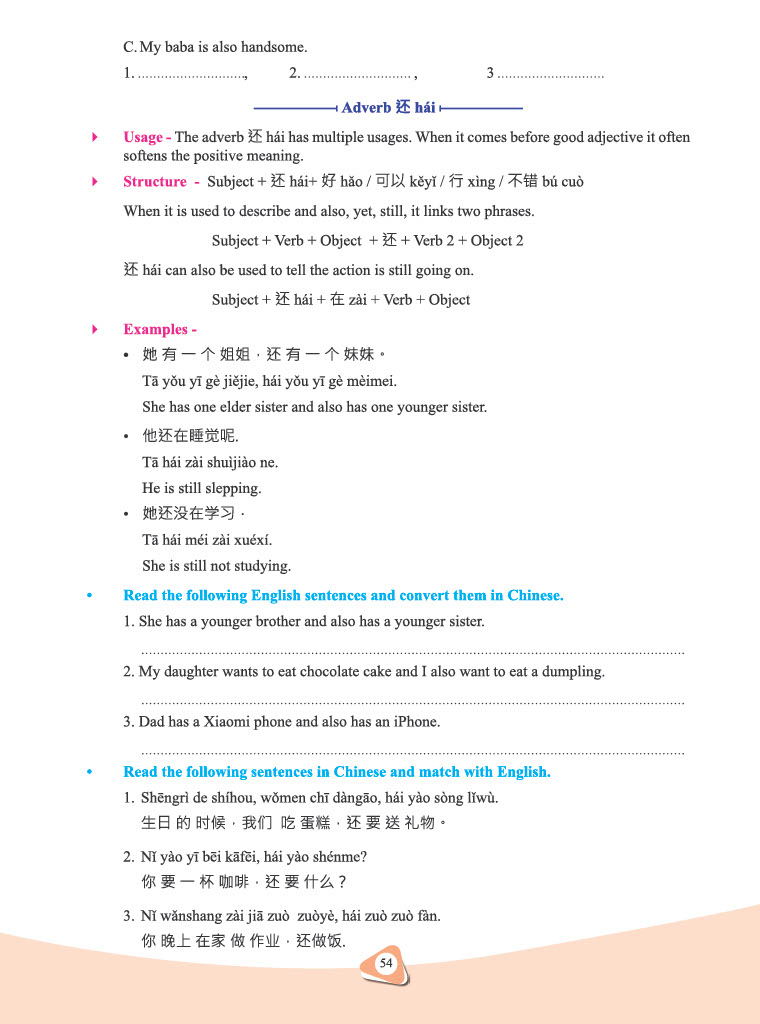 C. My baba is also handsome.
1. ............................, 2. ............................ , 3 ............................
Adverb 还 hái
Usage - The adverb 还 hái has multiple usages. When it comes before good adjective it often
softens the positive meaning.
Structure - Subject + 还 hái+ 好 hǎo / 可以 kěyǐ / 行 xìng / 不错 bú cuò
When it is used to describe and also, yet, still, it links two phrases.
Subject + Verb + Object + 还 + Verb 2 + Object 2
还 hái can also be used to tell the action is still going on.
Subject + 还 hái + 在 zài + Verb + Object
Examples -
• 她 有 一 个 姐姐，还 有 一 个 妹妹。
Tā yǒu yī gè jiějie, hái yǒu yī gè mèimei.
She has one elder sister and also has one younger sister.
• 他还在睡觉呢.
Tā hái zài shuìjiào ne.
He is still slepping.
• 她还没在学习．
Tā hái méi zài xuéxí.
She is still not studying.
• Read the following English sentences and convert them in Chinese.
1. She has a younger brother and also has a younger sister.
............................................................................................................................................
2. My daughter wants to eat chocolate cake and I also want to eat a dumpling.
............................................................................................................................................
3. Dad has a Xiaomi phone and also has an iPhone.
............................................................................................................................................
• Read the following sentences in Chinese and match with English.
1. Shēngrì de shíhou, wǒmen chī dàngāo, hái yào sòng lǐwù.
生日 的 时候，我们 吃 蛋糕，还 要 送 礼物。
2. Nǐ yào yī bēi kāfēi, hái yào shénme?
你 要 一 杯 咖啡，还 要 什么？
3. Nǐ wǎnshang zài jiā zuò zuòyè, hái zuò zuò fàn.
你 晚上 在家 做 作业，还做饭.
54